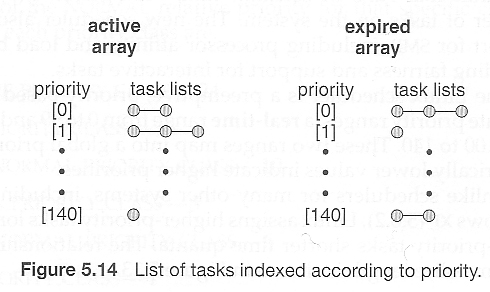 active array
expired array
priority task lists
priority task lists
[0]
[0]
[1]
[1]
[140]
[140]
Figure 5.14 List of tasks indexed according to priority.